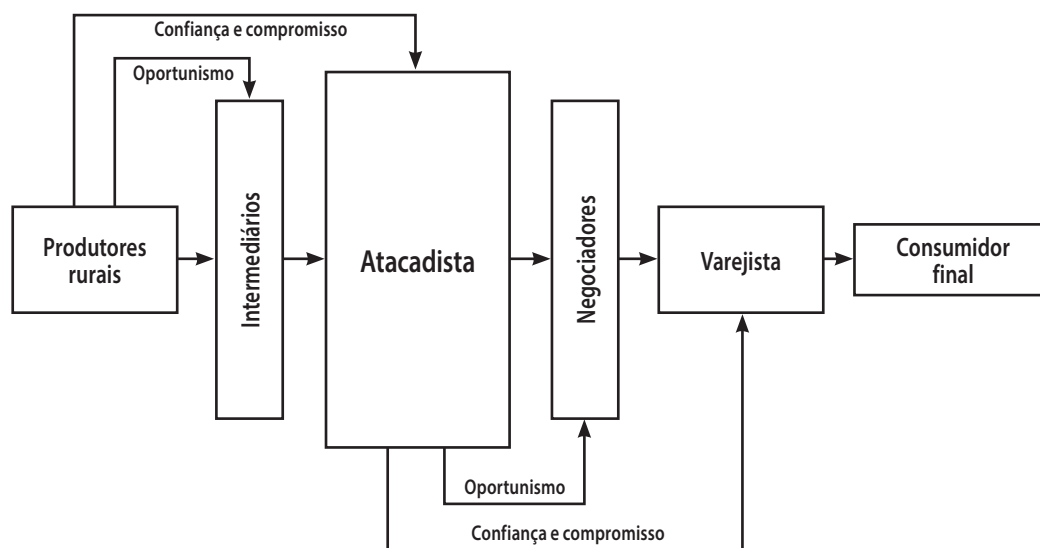 Confiança e compromisso
Oportunismo
Produtores
rurais
Intermediários
Atacadista
Negociadores
Varejista
Consumidor
final
Oportunismo
Confiança e compromisso